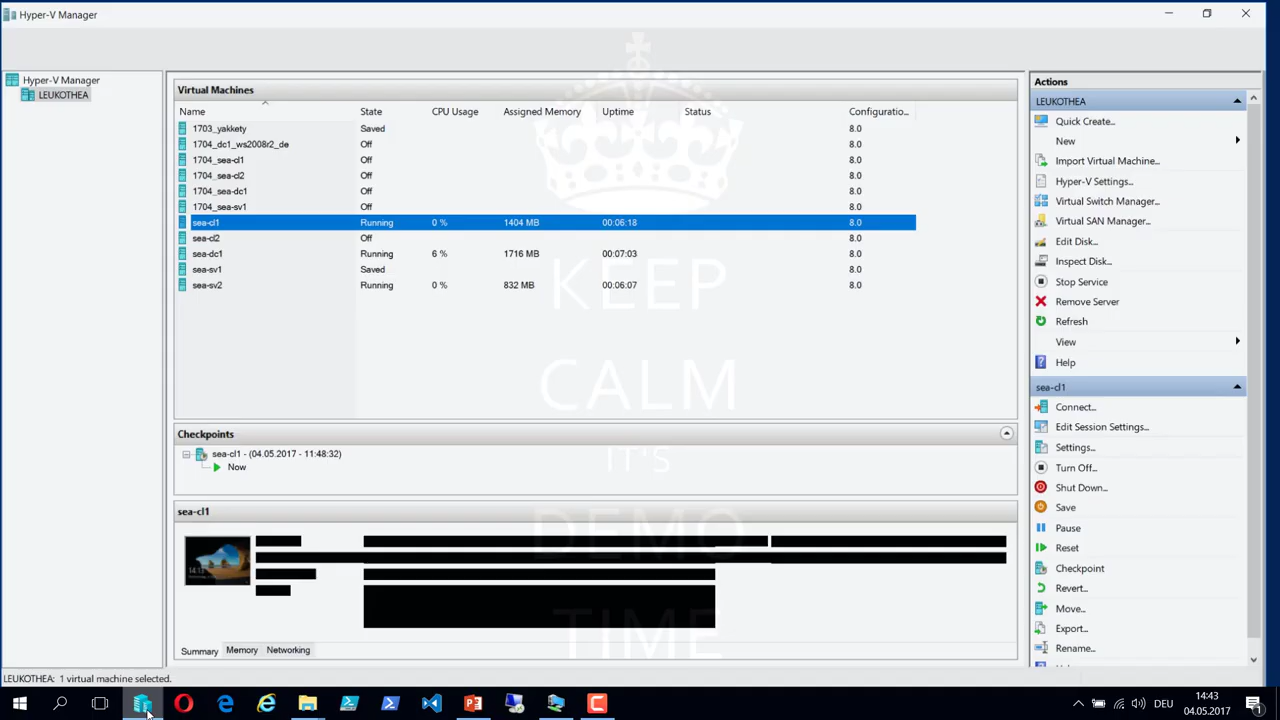 Hyper-V Manager
Hyper-V Manager
LEUKOTHEA
Virtual Machines
Name State CPU Usage Assigned Memory Uptime Status Configuratio...
1703_yakkety Saved 8.0
1704_dc1_ws2008r2_de Off 8.0
1704_sea-cl1 Off 8.0
1704_sea-cl2 Off 8.0
1704_sea-dc1 Off 8.0
1704_sea-sv1 Off 8.0
sea-cl1 Running 0 % 1404 MB 00:06:18 8.0
sea-cl2 Off 8.0
sea-dc1 Running 6 % 1716 MB 00:07:03 8.0
sea-sv1 Saved 8.0
sea-sv2 Running 0 % 832 MB 00:06:07 8.0
KEEP
CALM
IT'S
DEMO
TIME
Checkpoints
sea-cl1 - (04.05.2017 - 11:48:32)
Now
sea-cl1
14:13
Summary Memory Networking
Actions
LEUKOTHEA
Quick Create...
New
Import Virtual Machine...
Hyper-V Settings...
Virtual Switch Manager...
Virtual SAN Manager...
Edit Disk...
Inspect Disk...
Stop Service
Remove Server
Refresh
View
Help
sea-cl1
Connect...
Edit Session Settings...
Settings...
Turn Off...
Shut Down...
Save
Pause
Reset
Checkpoint
Revert...
Move...
Export...
Rename...
LEUKOTHEA: 1 virtual machine selected.
DEU
14:43
04.05.2017
1